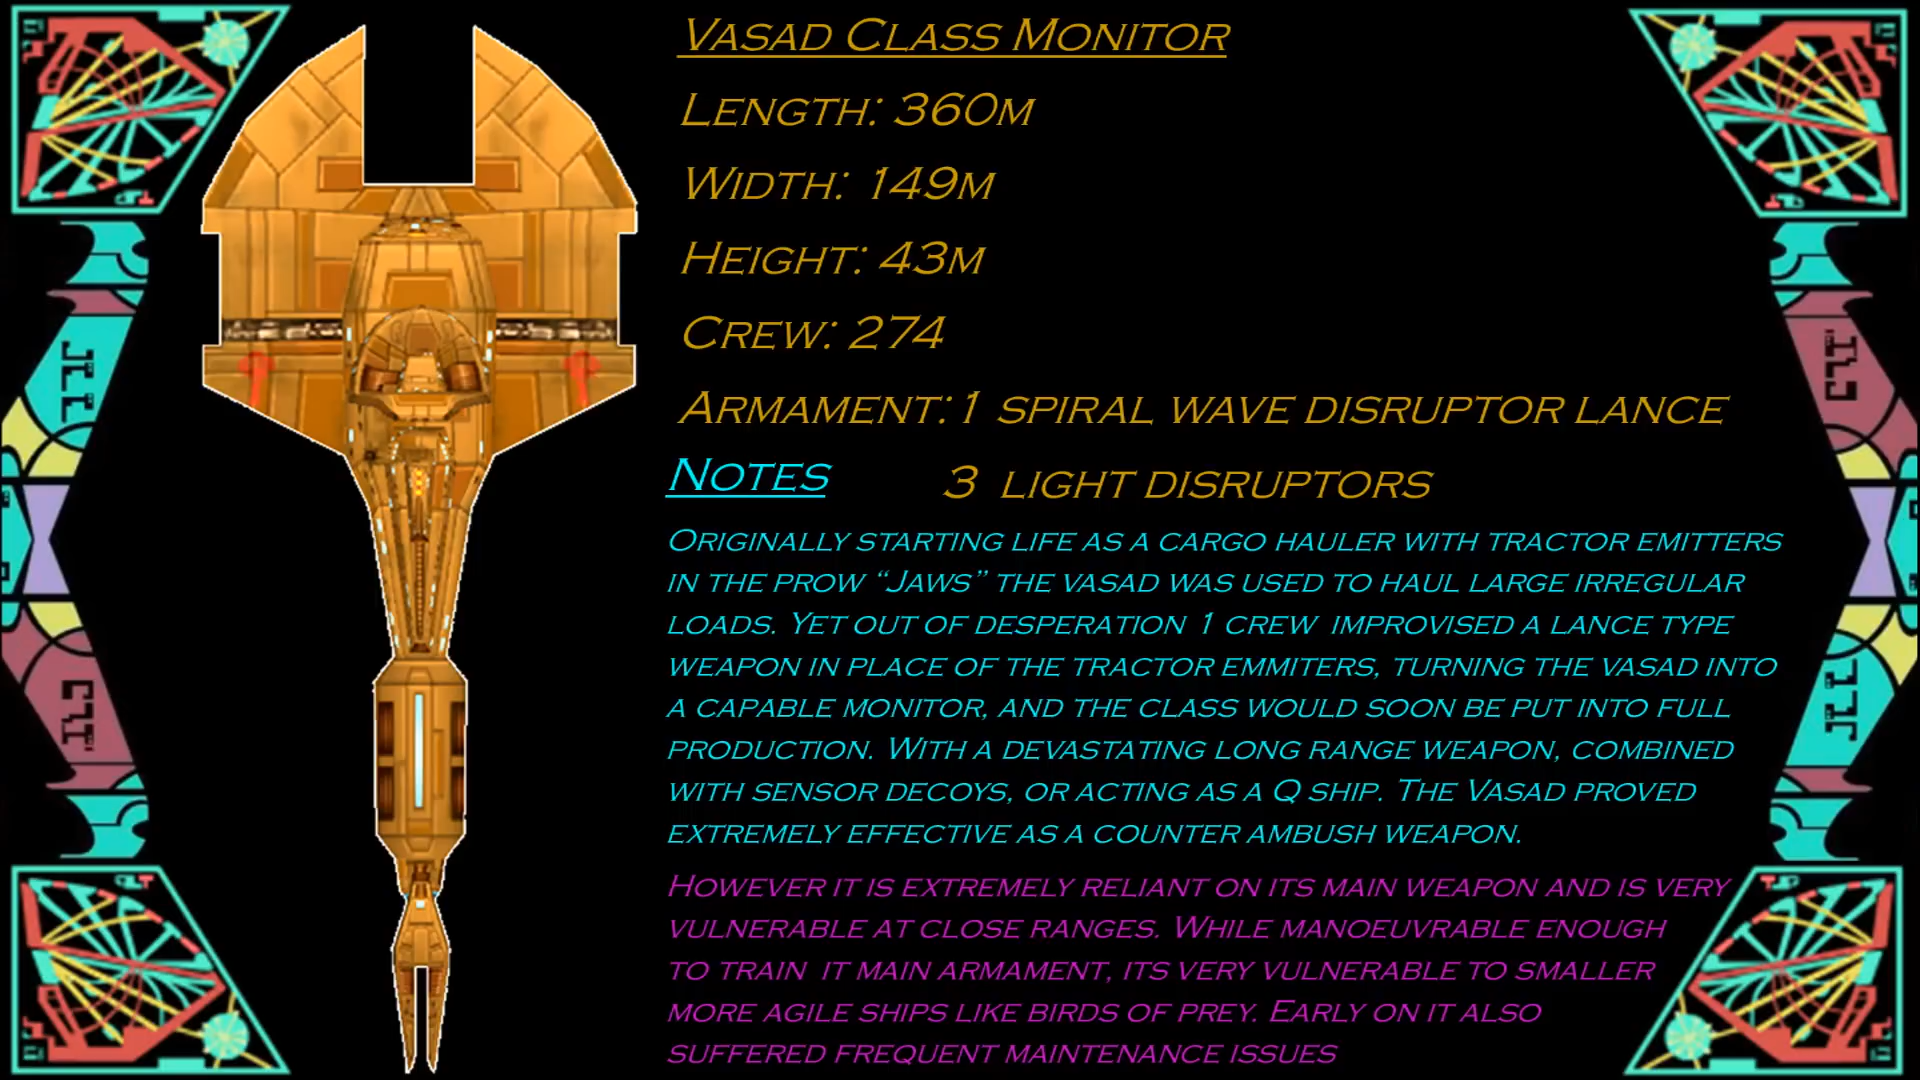 Vasad Class Monitor
Length: 360m
Width: 149m
Height: 43m
Crew: 274
Armament: 1 spiral wave disruptor lance
3 light disruptors
Notes
Originally starting life as a cargo hauler with tractor emitters
in the prow “Jaws” the vasad was used to haul large irregular
loads. Yet out of desperation 1 crew improvised a lance type
weapon in place of the tractor emmiters, turning the vasad into
a capable monitor, and the class would soon be put into full
production. With a devastating long range weapon, combined
with sensor decoys, or acting as a Q ship. The Vasad proved
extremely effective as a counter ambush weapon.
However it is extremely reliant on its main weapon and is very
vulnerable at close ranges. While manoeuvrable enough
to train it main armament, its very vulnerable to smaller
more agile ships like birds of prey. Early on it also
suffered frequent maintenance issues